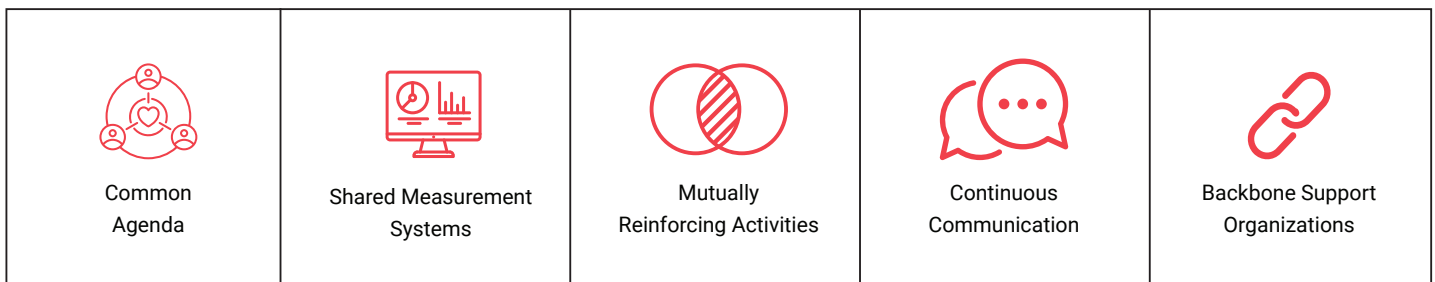 Common
Agenda
Shared Measurement
Systems
Mutually
Reinforcing Activities
Continuous
Communication
Backbone Support
Organizations